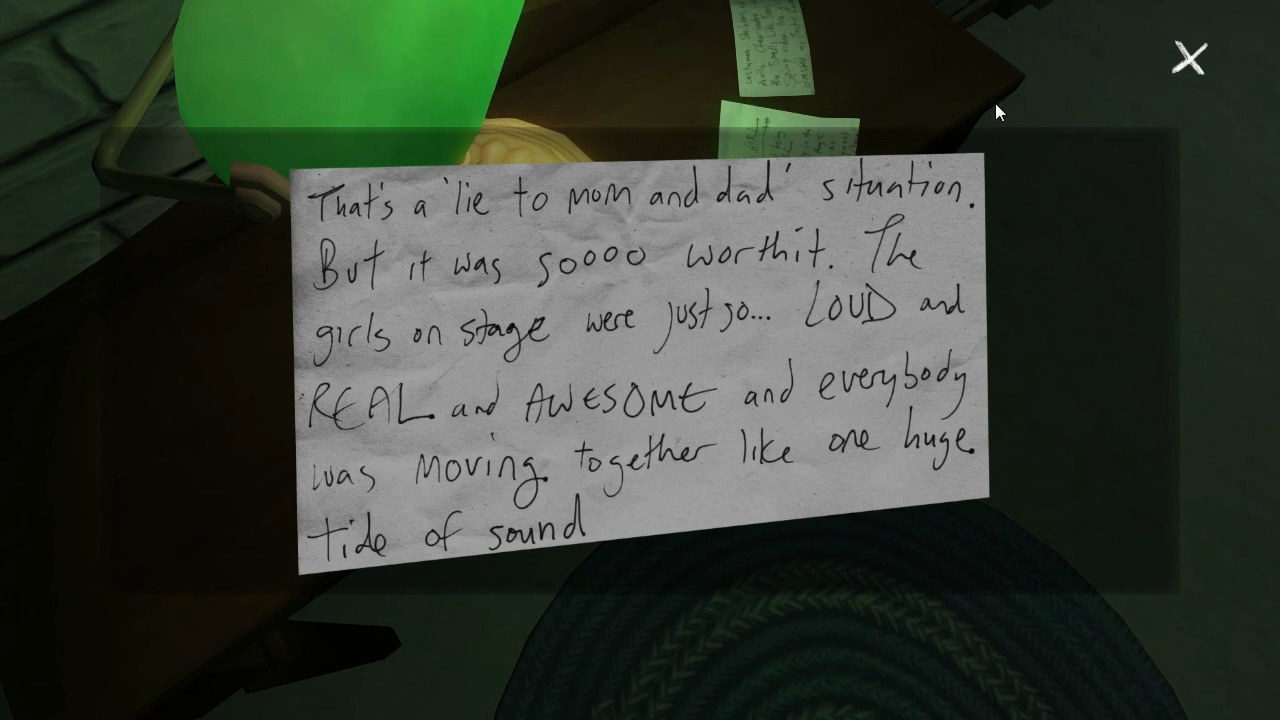 That's a 'lie to mom and dad' situation.
But it was soooo worthit. The
girls on stage were just so... LOUD and
REAL and AWESOME and everybody
was moving together like one huge
tide of sound